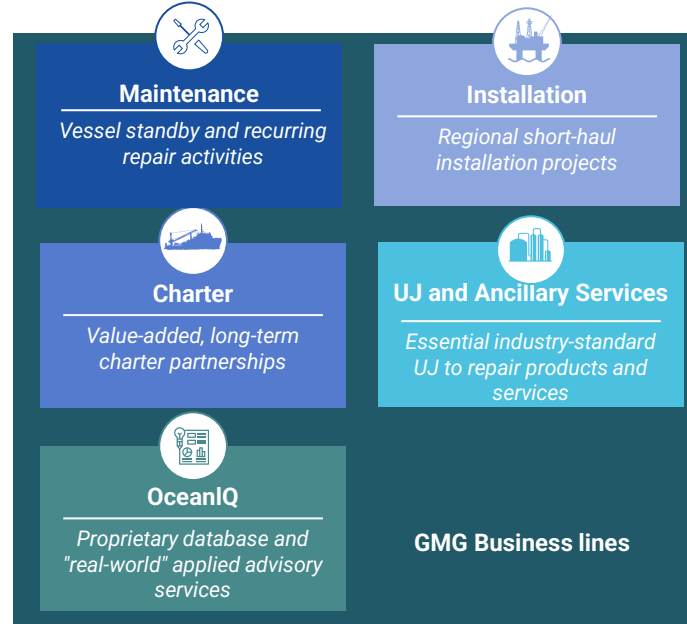 Maintenance
Vessel standby and recurring
repair activities
Installation
Regional short-haul
installation projects
Charter
Value-added, long-term
charter partnerships
UJ and Ancillary Services
Essential industry-standard
UJ to repair products and
services
OceanIQ
Proprietary database and
"real-world" applied advisory
services
GMG Business lines